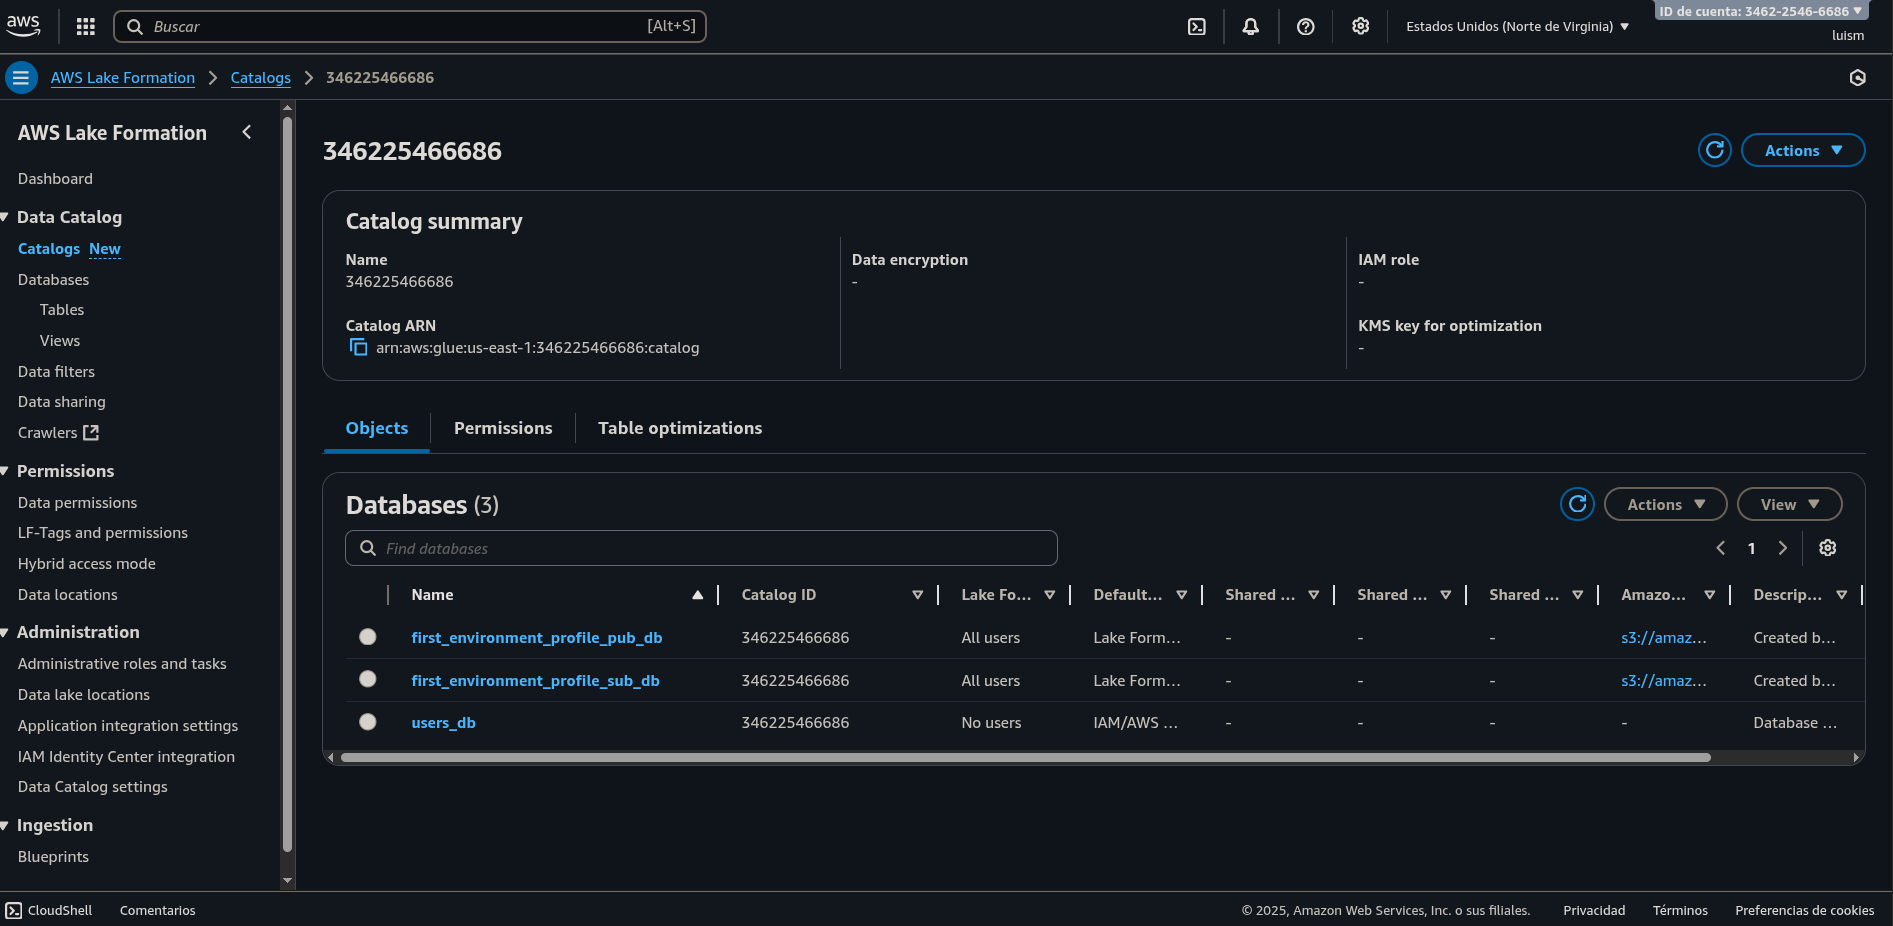 aws
Buscar [Alt+S]
Estados Unidos (Norte de Virginia)
ID de cuenta: 3462-2546-6686
luism
AWS Lake Formation
Catalogs
346225466686
AWS Lake Formation
Dashboard
Data Catalog
Catalogs New
Databases
Tables
Views
Data filters
Data sharing
Crawlers
Permissions
Data permissions
LF-Tags and permissions
Hybrid access mode
Data locations
Administration
Administrative roles and tasks
Data lake locations
Application integration settings
IAM Identity Center integration
Data Catalog settings
Ingestion
Blueprints
346225466686
Actions
Catalog summary
Name
346225466686
Catalog ARN
arn:aws:glue:us-east-1:346225466686:catalog
Data encryption
-
IAM role
-
KMS key for optimization
-
Objects
Permissions
Table optimizations
Databases (3)
Actions
View
Find databases
1
Name Catalog ID Lake Fo... Default... Shared ... Shared ... Shared ... Amazo... Descrip...
first_environment_profile_pub_db 346225466686 All users Lake Form... - - - s3://amaz... Created b...
first_environment_profile_sub_db 346225466686 All users Lake Form... - - - s3://amaz... Created b...
users_db 346225466686 No users IAM/AWS ... - - - - Database ...
CloudShell
Comentarios
© 2025, Amazon Web Services, Inc. o sus filiales.
Privacidad
Términos
Preferencias de cookies